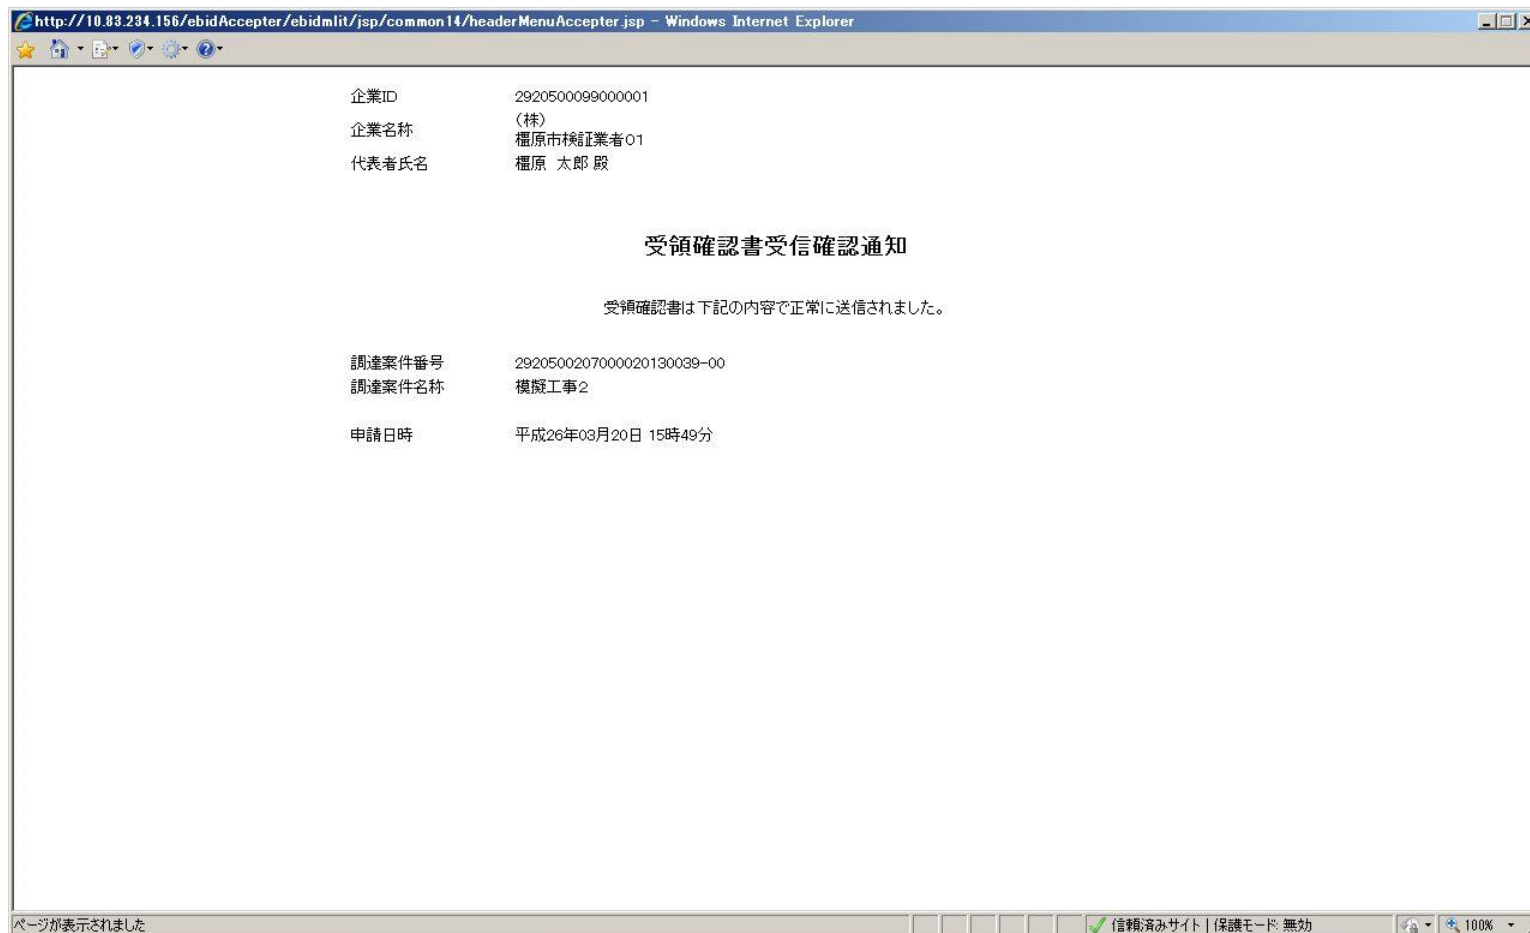 http://10.83.234.156/ebidAccepter/ebidmlit/jsp/common14/headerMenuAccepter.jsp - Windows Internet Explorer
企業ID 2920500099000001
企業名称 (株)
橿原市検証業者01
代表者氏名 橿原 太郎 殿
受領確認書受信確認通知
受領確認書は下記の内容で正常に送信されました。
調達案件番号 2920500207000020130039-00
調達案件名称 模擬工事2
申請日時 平成26年03月20日 15時49分
ページが表示されました 信頼済みサイト | 保護モード: 無効 100%